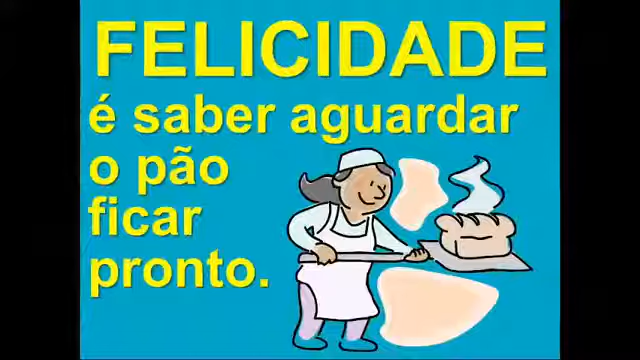 FELICIDADE
é saber aguardar
o pão
ficar
pronto.